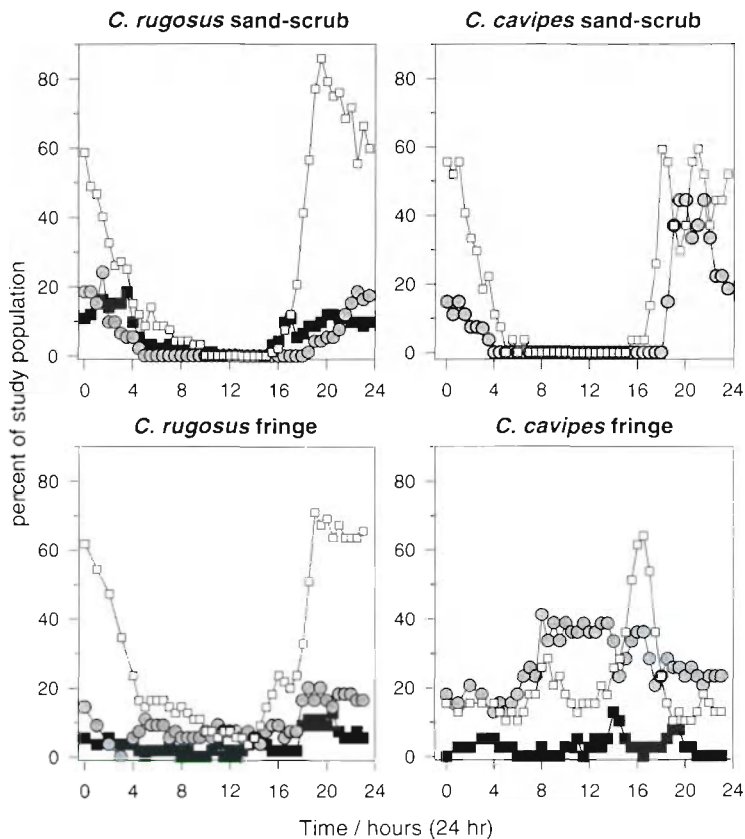 C. rugosus sand-scrub
C. cavipes sand-scrub
80
60
40
20
0
0 4 8 12 16 20 24
80
60
40
20
0
0 4 8 12 16 20 24
C. rugosus fringe
C. cavipes fringe
80
60
40
20
0
0 4 8 12 16 20 24
80
60
40
20
0
0 4 8 12 16 20 24
percent of study population
Time / hours (24 hr)